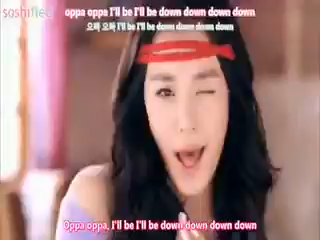 soshified
oppa oppa I'll be I'll be down down down down
오빠 오빠 I'll be I'll be down down down down
Oppa oppa, I'll be I'll be down down down down